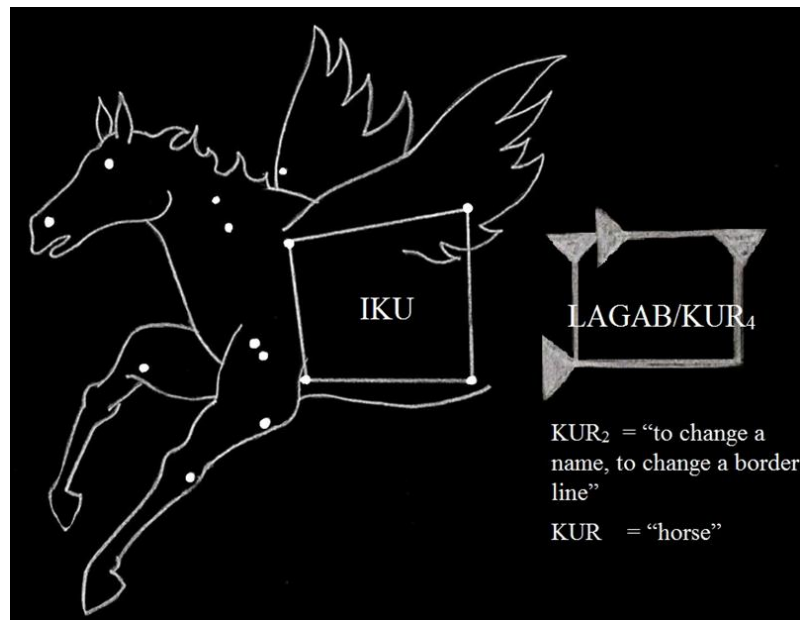 IKU
LAGAB/KUR₄
KUR₂ = “to change a
name, to change a border
line”
KUR = “horse”